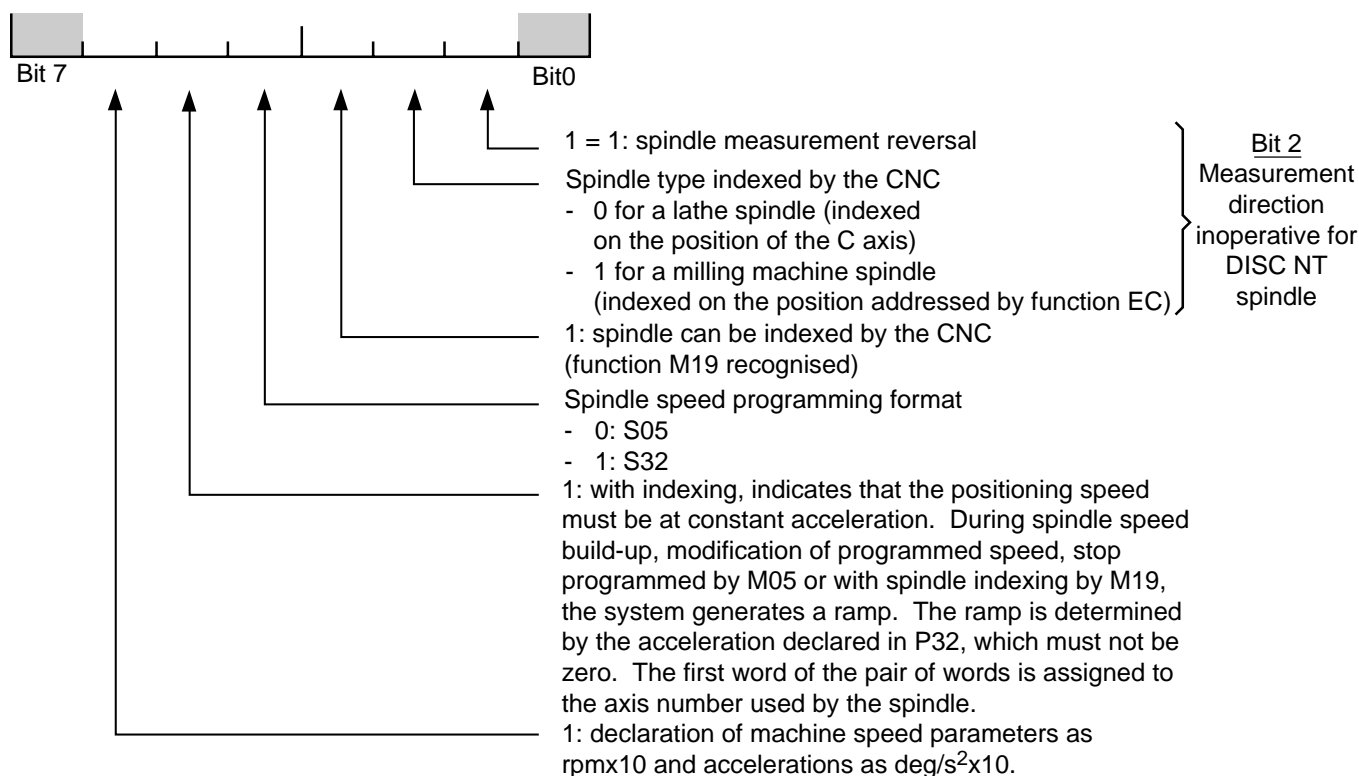 Bit 7
Bit0
1 = 1: spindle measurement reversal
Spindle type indexed by the CNC
- 0 for a lathe spindle (indexed
on the position of the C axis)
- 1 for a milling machine spindle
(indexed on the position addressed by function EC)
Bit 2
Measurement
direction
inoperative for
DISC NT
spindle
1: spindle can be indexed by the CNC
(function M19 recognised)
Spindle speed programming format
- 0: S05
- 1: S32
1: with indexing, indicates that the positioning speed
must be at constant acceleration. During spindle speed
build-up, modification of programmed speed, stop
programmed by M05 or with spindle indexing by M19,
the system generates a ramp. The ramp is determined
by the acceleration declared in P32, which must not be
zero. The first word of the pair of words is assigned to
the axis number used by the spindle.
1: declaration of machine speed parameters as
rpmx10 and accelerations as deg/s²x10.